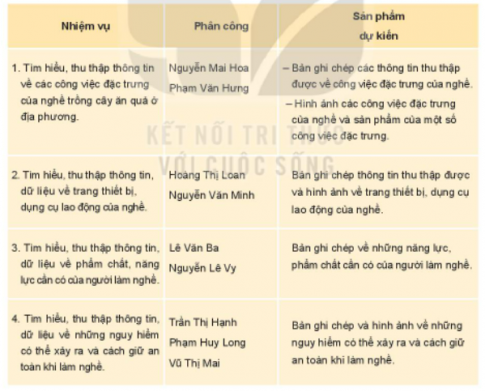 Nhiệm vụ
Phân công
Sản phẩm
dự kiến
1. Tìm hiểu, thu thập thông tin
về các công việc đặc trưng
của nghề trồng cây ăn quả ở
địa phương.
Nguyễn Mai Hoa
Phạm Văn Hưng
– Bản ghi chép các thông tin thu thập
được về công việc đặc trưng của nghề.
– Hình ảnh các công việc đặc trưng
của nghề và sản phẩm của một số
công việc đặc trưng.
KẾT NỐI TRI THỨC
VỚI CUỘC SỐNG
2. Tìm hiểu, thu thập thông tin,
dữ liệu về trang thiết bị,
dụng cụ lao động của nghề.
Hoàng Thị Loan
Nguyễn Văn Minh
Bản ghi chép thông tin thu thập được
và hình ảnh về trang thiết bị, dụng cụ
lao động của nghề.
3. Tìm hiểu, thu thập thông tin,
dữ liệu về phẩm chất, năng
lực cần có của người làm nghề.
Lê Văn Ba
Nguyễn Lê Vy
Bản ghi chép về những năng lực,
phẩm chất cần có của người làm nghề.
4. Tìm hiểu, thu thập thông tin,
dữ liệu về những nguy hiểm
có thể xảy ra và cách giữ an
toàn khi làm nghề.
Trần Thị Hạnh
Phạm Huy Long
Vũ Thị Mai
Bản ghi chép và hình ảnh về những
nguy hiểm có thể xảy ra và cách giữ
an toàn khi làm nghề.